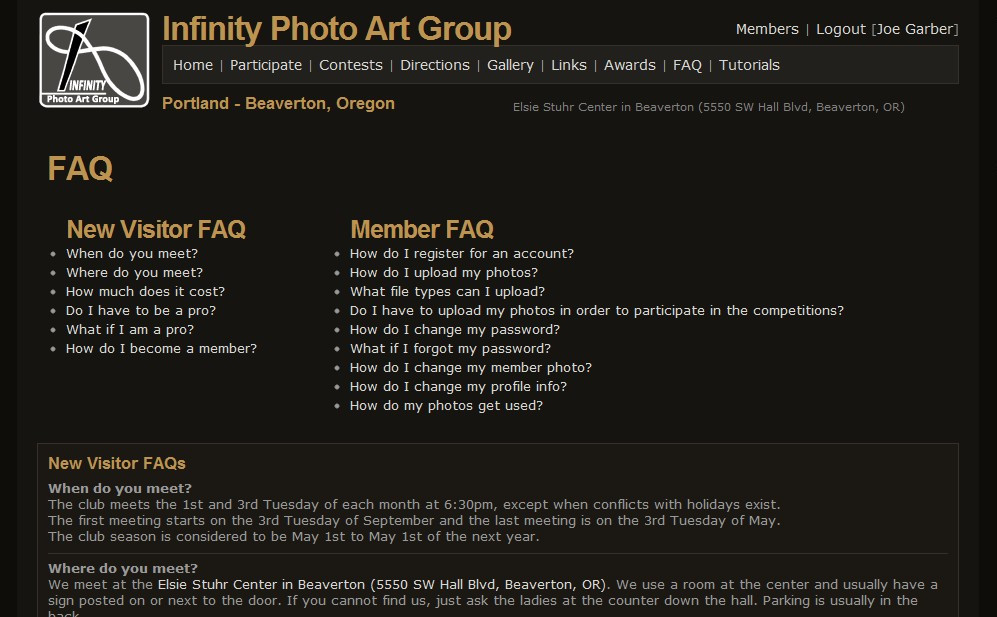 Infinity Photo Art Group
Members | Logout [Joe Garber]
INFINITY
Photo Art Group
Home | Participate | Contests | Directions | Gallery | Links | Awards | FAQ | Tutorials
Portland - Beaverton, Oregon
Elsie Stuhr Center in Beaverton (5550 SW Hall Blvd, Beaverton, OR)
FAQ
New Visitor FAQ
When do you meet?
Where do you meet?
How much does it cost?
Do I have to be a pro?
What if I am a pro?
How do I become a member?
Member FAQ
How do I register for an account?
How do I upload my photos?
What file types can I upload?
Do I have to upload my photos in order to participate in the competitions?
How do I change my password?
What if I forgot my password?
How do I change my member photo?
How do I change my profile info?
How do my photos get used?
New Visitor FAQs
When do you meet?
The club meets the 1st and 3rd Tuesday of each month at 6:30pm, except when conflicts with holidays exist.
The first meeting starts on the 3rd Tuesday of September and the last meeting is on the 3rd Tuesday of May.
The club season is considered to be May 1st to May 1st of the next year.
Where do you meet?
We meet at the Elsie Stuhr Center in Beaverton (5550 SW Hall Blvd, Beaverton, OR). We use a room at the center and usually have a
sign posted on or next to the door. If you cannot find us, just ask the ladies at the counter down the hall. Parking is usually in the
back.